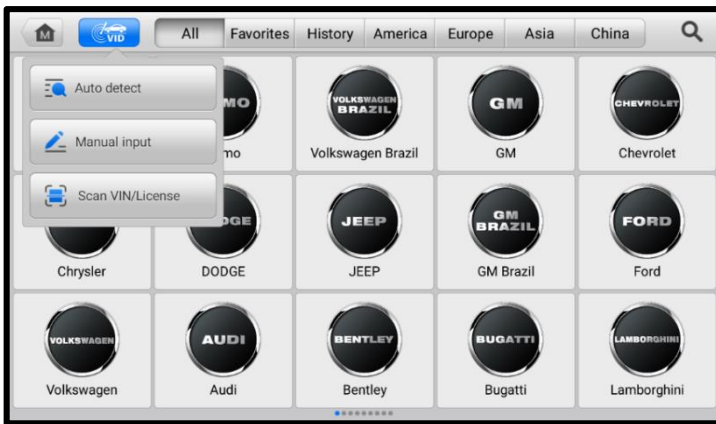 M
VID
All
Favorites
History
America
Europe
Asia
China
Auto detect
Manual input
Scan VIN/License
MO
mo
VOLKSWAGEN
BRAZIL
Volkswagen Brazil
GM
GM
CHEVROLET
Chevrolet
Chrysler
DGE
DODGE
JEEP
JEEP
GM
BRAZIL
GM Brazil
FORD
Ford
VOLKSWAGEN
Volkswagen
AUDI
Audi
BENTLEY
Bentley
BUGATTI
Bugatti
LAMBORGHINI
Lamborghini